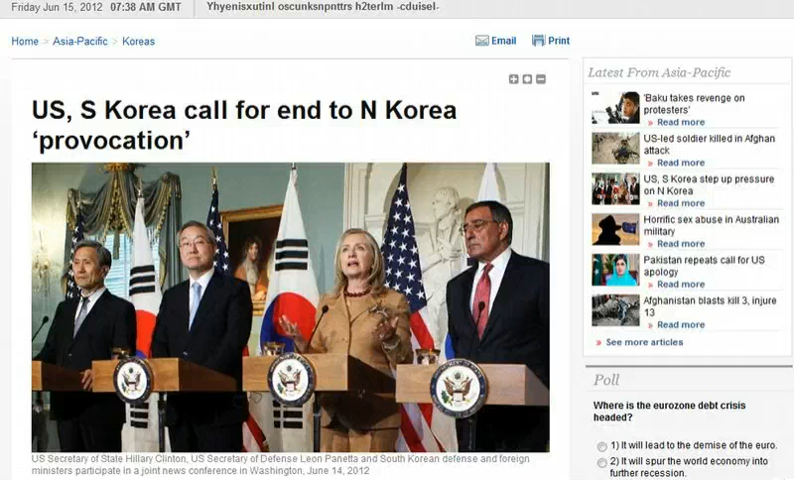 Friday Jun 15, 2012 07:38 AM GMT
Home > Asia-Pacific > Koreas
Email Print
US, S Korea call for end to N Korea
‘provocation’
US Secretary of State Hillary Clinton, US Secretary of Defense Leon Panetta and South Korean defense and foreign
ministers participate in a joint news conference in Washington, June 14, 2012
Latest From Asia-Pacific
'Baku takes revenge on
protesters'
» Read more
US-led soldier killed in Afghan
attack
» Read more
US, S Korea step up pressure
on N Korea
» Read more
Horrific sex abuse in Australian
military
» Read more
Pakistan repeats call for US
apology
» Read more
Afghanistan blasts kill 3, injure
13
» Read more
» See more articles
Poll
Where is the eurozone debt crisis
headed?
1) It will lead to the demise of the euro.
2) It will spur the world economy into
further recession.